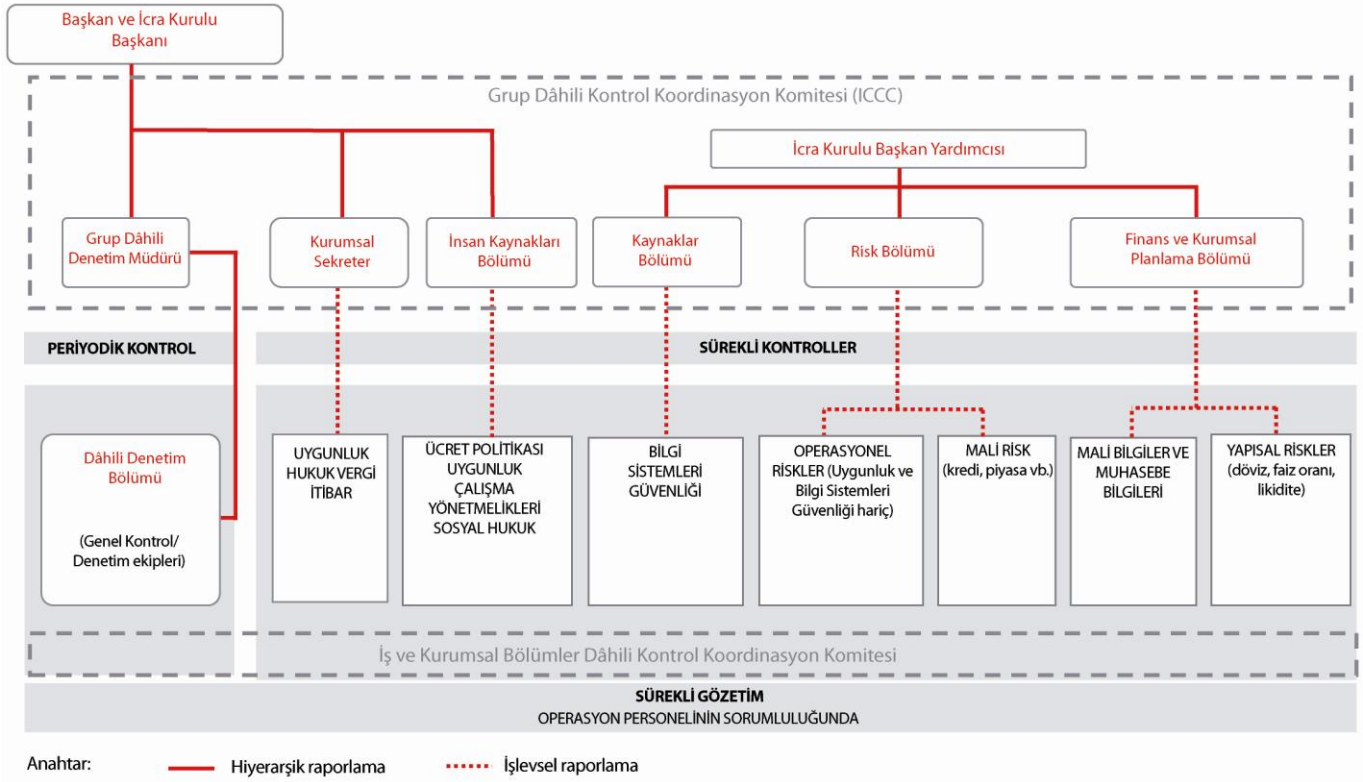 Başkan ve İcra Kurulu
Başkanı
Grup Dâhili Kontrol Koordinasyon Komitesi (ICCC)
İcra Kurulu Başkan Yardımcısı
Grup Dâhili
Denetim Müdürü
Kurumsal
Sekreter
İnsan Kaynakları
Bölümü
Kaynaklar
Bölümü
Risk Bölümü
Finans ve Kurumsal
Planlama Bölümü
PERİYODİK KONTROL
SÜREKLİ KONTROLLER
Dâhili Denetim
Bölümü
(Genel Kontrol/
Denetim ekipleri)
UYGUNLUK
HUKUK VERGİ
İTİBAR
ÜCRET POLİTİKASI
UYGUNLUK
ÇALIŞMA
YÖNETMELİKLERİ
SOSYAL HUKUK
BİLGİ
SİSTEMLERİ
GÜVENLİĞİ
OPERASYONEL
RİSKLER (Uygunluk ve
Bilgi Sistemleri
Güvenliği hariç)
MALİ RİSK
(kredi, piyasa vb.)
MALİ BİLGİLER VE
MUHASEBE
BİLGİLERİ
YAPISAL RİSKLER
(döviz, faiz oranı,
likidite)
İş ve Kurumsal Bölümler Dâhili Kontrol Koordinasyon Komitesi
SÜREKLİ GÖZETİM
OPERASYON PERSONELİNİN SORUMLULUĞUNDA
Anahtar:
Hiyerarşik raporlama
İşlevsel raporlama